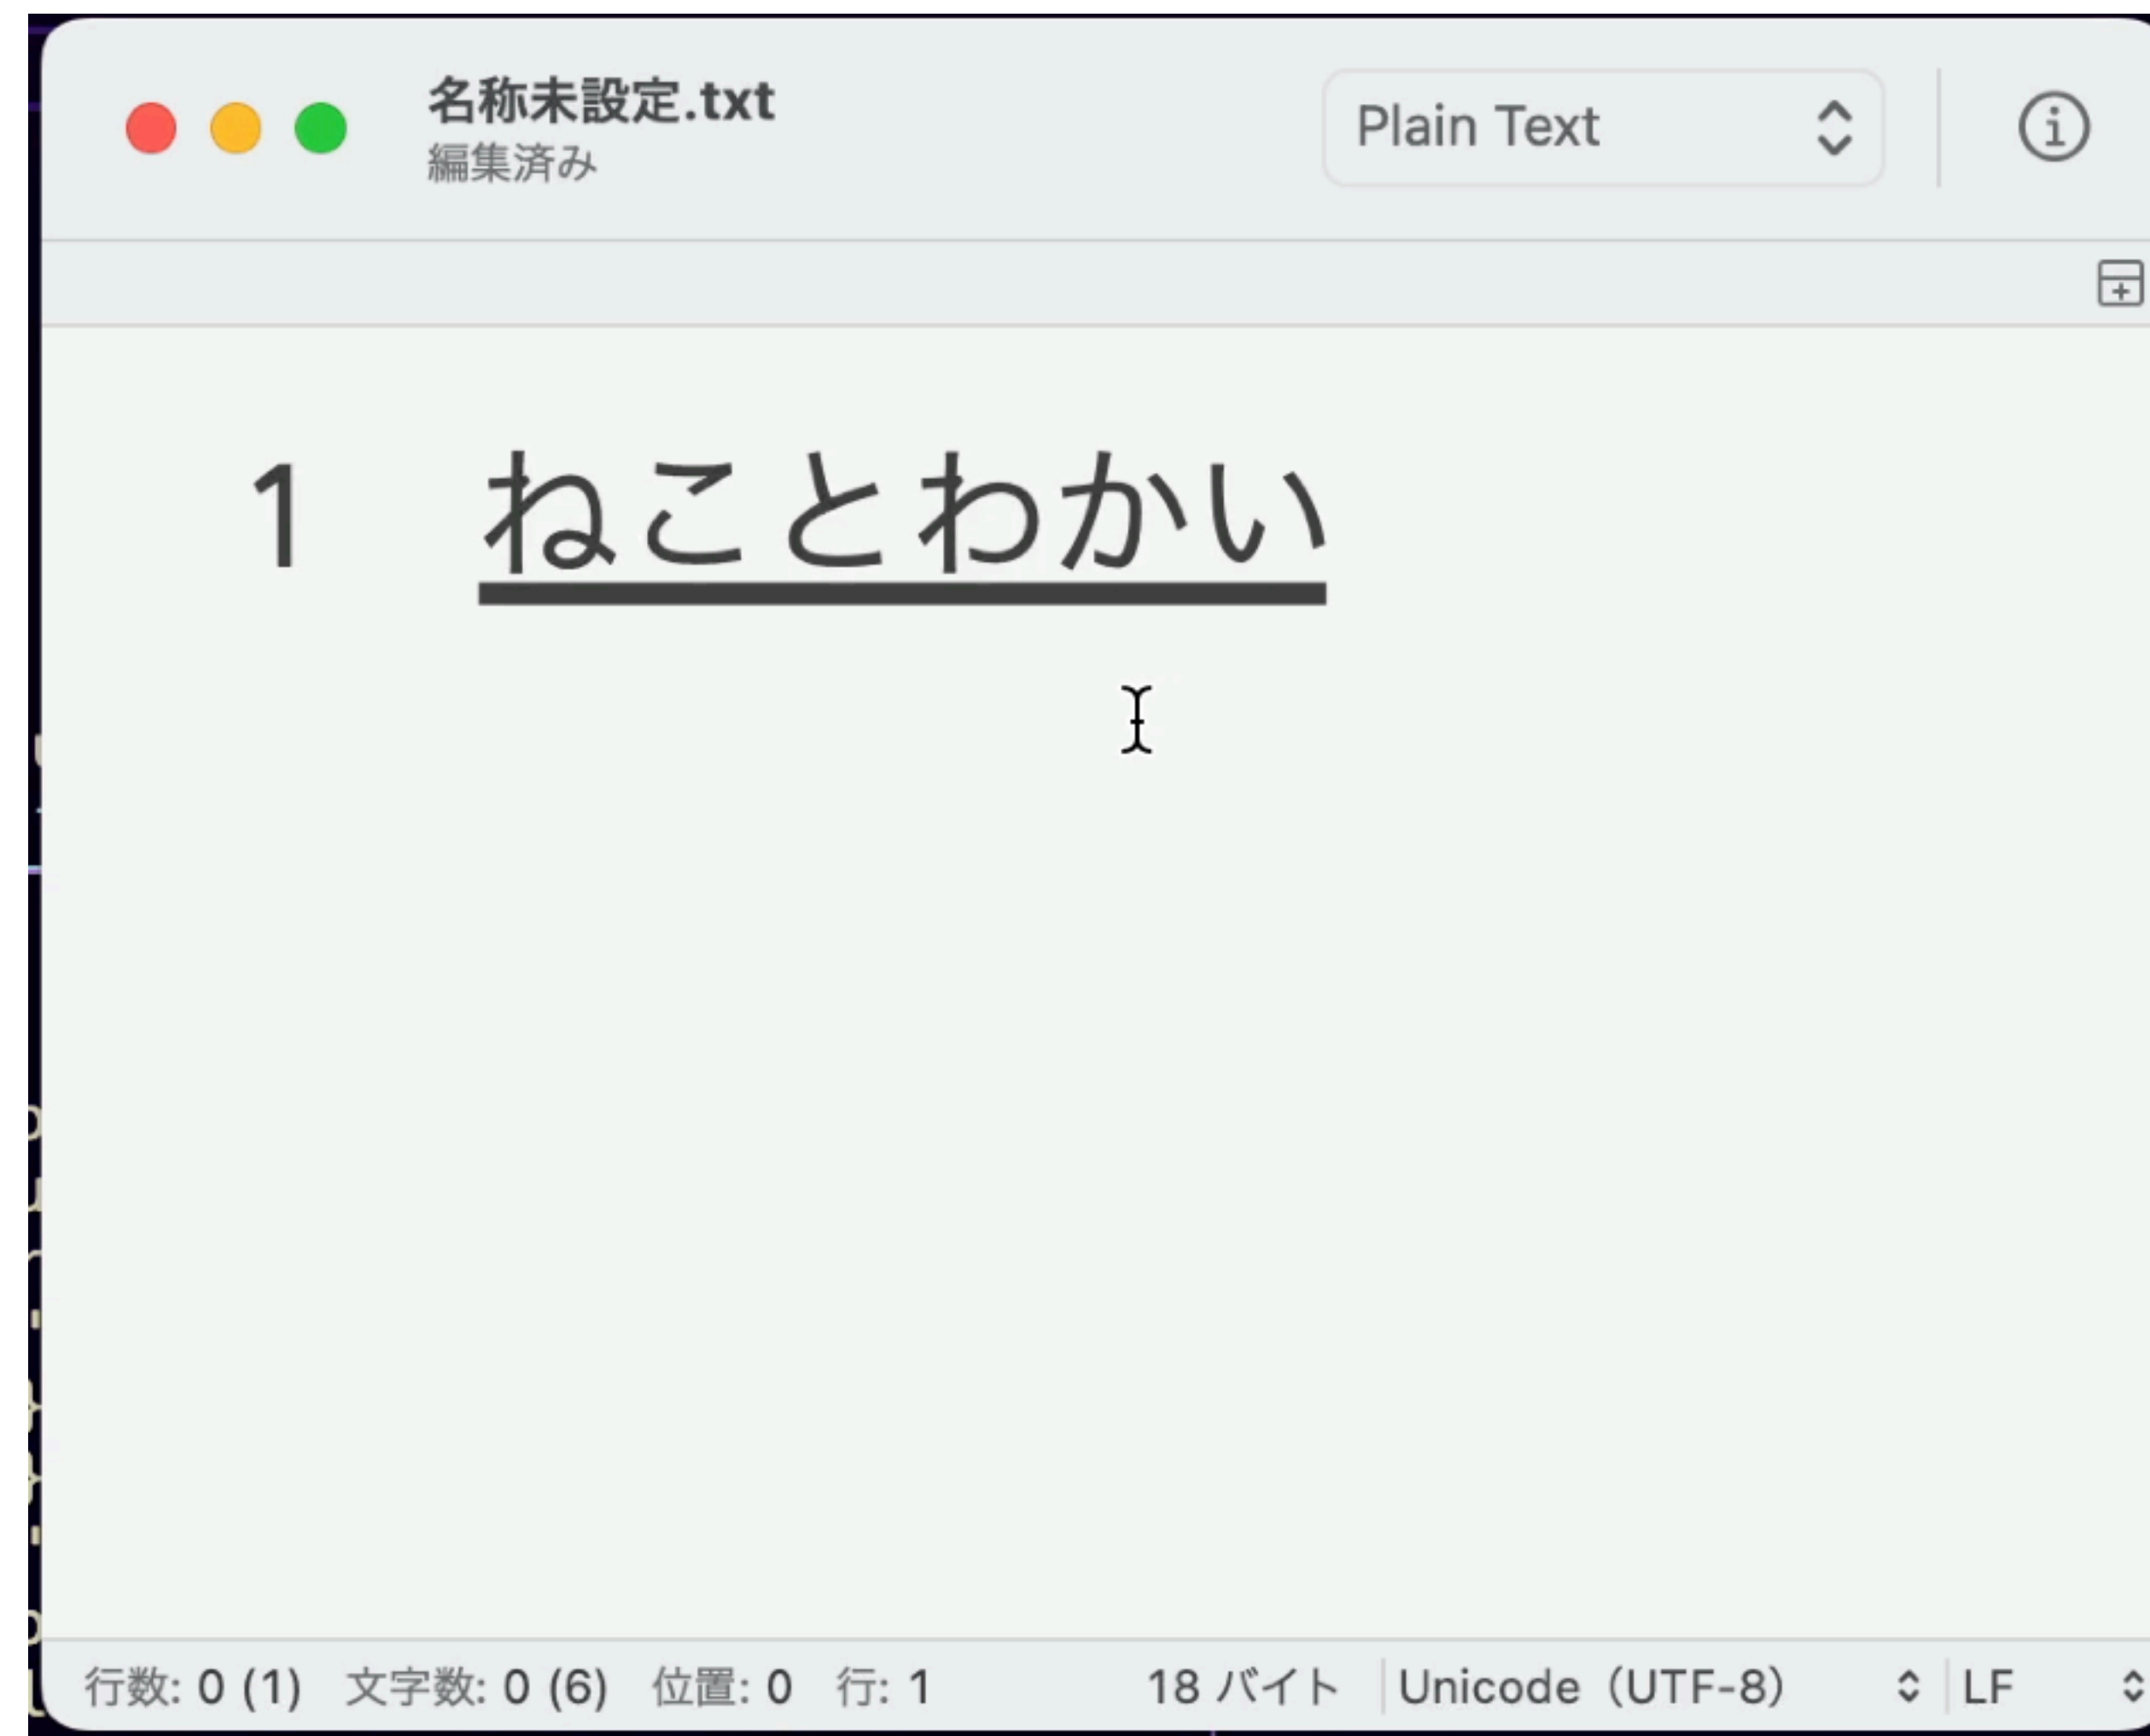 名称未設定.txt
編集済み
Plain Text
1 ねことわかい
行数: 0 (1) 文字数: 0 (6) 位置: 0 行: 1 18 バイト Unicode（UTF-8） LF